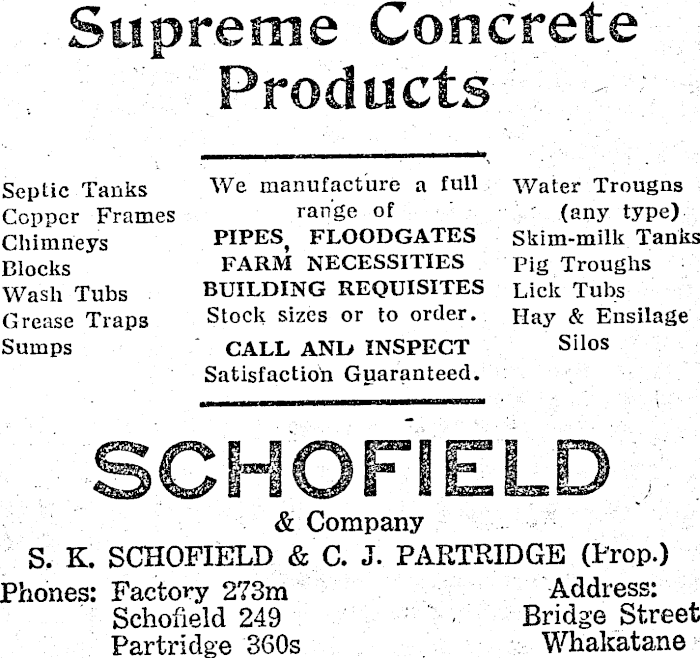 Supreme Concrete
Products
Septic Tanks
Copper Frames
Chimneys
Blocks
Wash Tubs
Grease Traps
Sumps
We manufacture a full
range of
PIPES, FLOODGATES
FARM NECESSITIES
BUILDING REQUISITES
Stock sizes or to order.
CALL AND INSPECT
Satisfaction Guaranteed.
Water Troughs
(any type)
Skim-milk Tanks
Pig Troughs
Lick Tubs
Hay & Ensilage
Silos
SCHOFIELD
& Company
S. K. SCHOFIELD & C. J. PARTRIDGE (Prop.)
Phones: Factory 273m
Schofield 249
Partridge 360s
Address:
Bridge Street
Whakatane